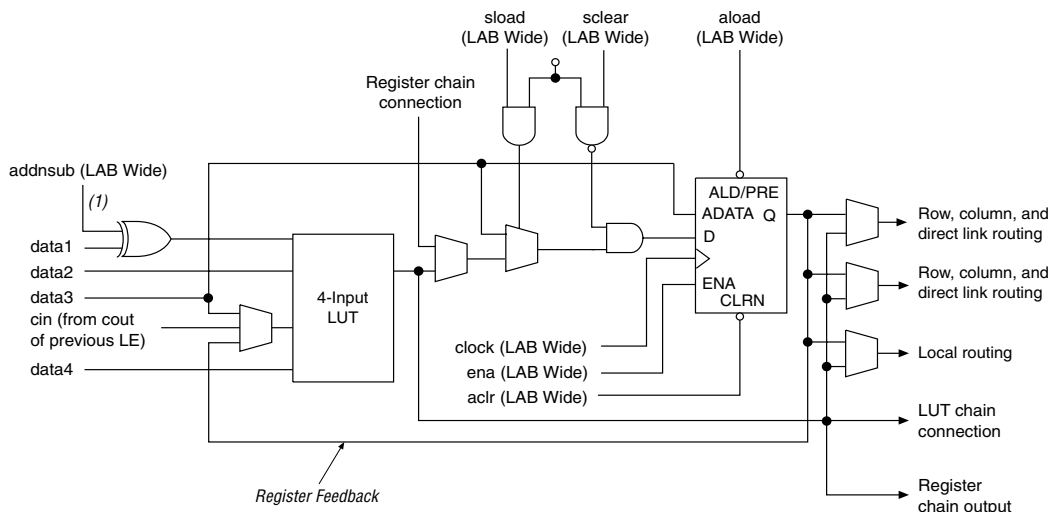 sload
(LAB Wide)
sclear
(LAB Wide)
aload
(LAB Wide)
Register chain
connection
addnsub (LAB Wide)
(1)
data1
data2
data3
cin (from cout
of previous LE)
data4
4-Input
LUT
ALD/PRE
ADATA Q
D
ENA
CLRN
clock (LAB Wide)
ena (LAB Wide)
aclr (LAB Wide)
Row, column, and
direct link routing
Row, column, and
direct link routing
Local routing
LUT chain
connection
Register
chain output
Register Feedback